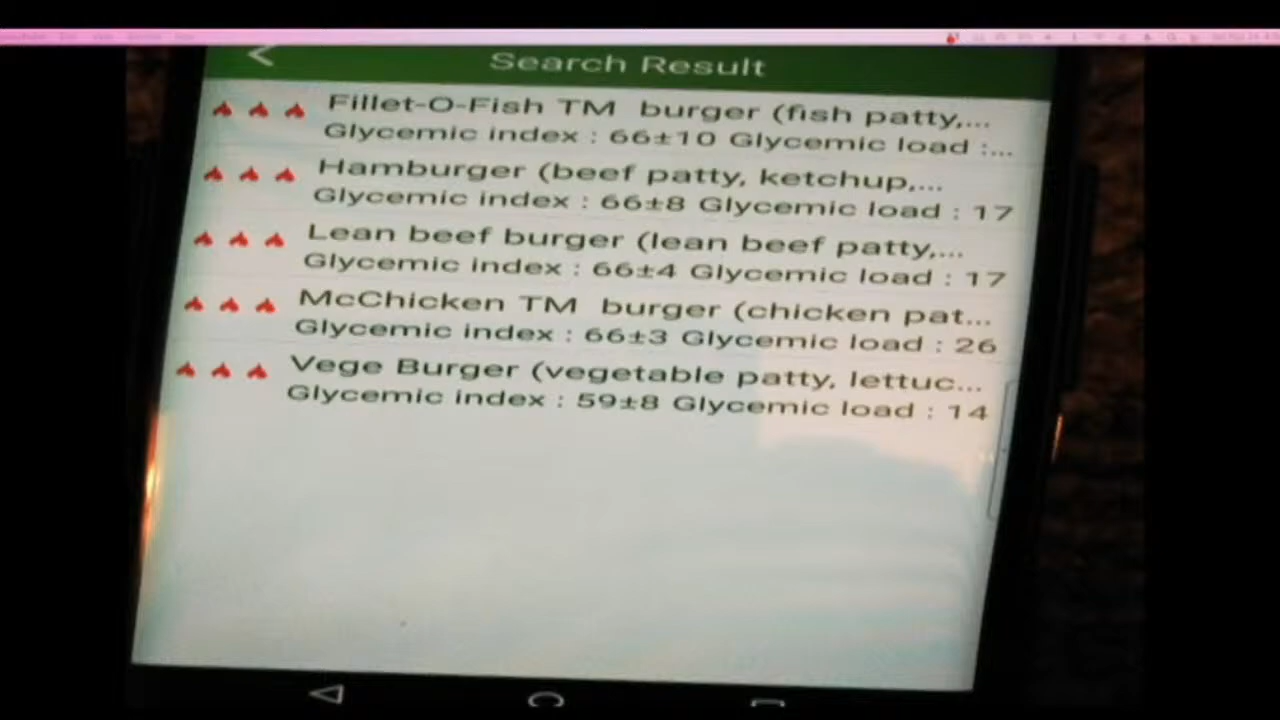 Search Result
Fillet-O-Fish TM burger (fish patty,...
Glycemic index : 66±10 Glycemic load :...
Hamburger (beef patty, ketchup,...
Glycemic index : 66±8 Glycemic load : 17
Lean beef burger (lean beef patty,...
Glycemic index : 66±4 Glycemic load : 17
McChicken TM burger (chicken pat...
Glycemic index : 66±3 Glycemic load : 26
Vege Burger (vegetable patty, lettuc...
Glycemic index : 59±8 Glycemic load : 14